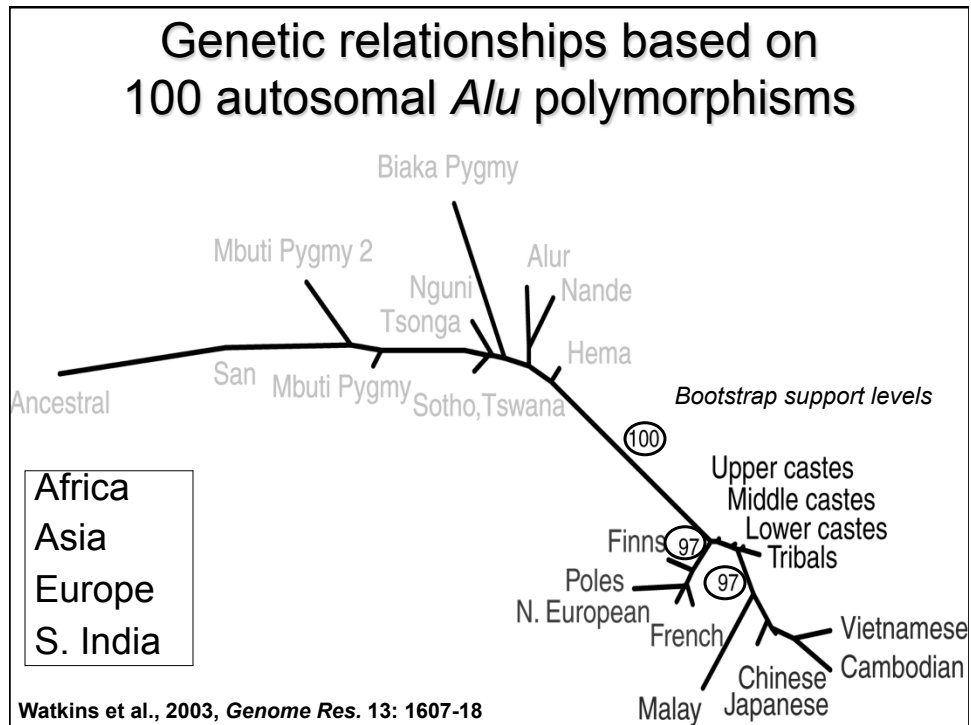 Genetic relationships based on
100 autosomal Alu polymorphisms
Biaka Pygmy
Mbuti Pygmy 2
Alur
Nguni
Nande
Tsonga
Hema
San
Mbuti Pygmy
Ancestral
Sotho,Tswana
Bootstrap support levels
100
Upper castes
Middle castes
Lower castes
Tribals
Finns
97
97
Poles
N. European
French
Vietnamese
Cambodian
Chinese
Japanese
Malay
Africa
Asia
Europe
S. India
Watkins et al., 2003, Genome Res. 13: 1607-18